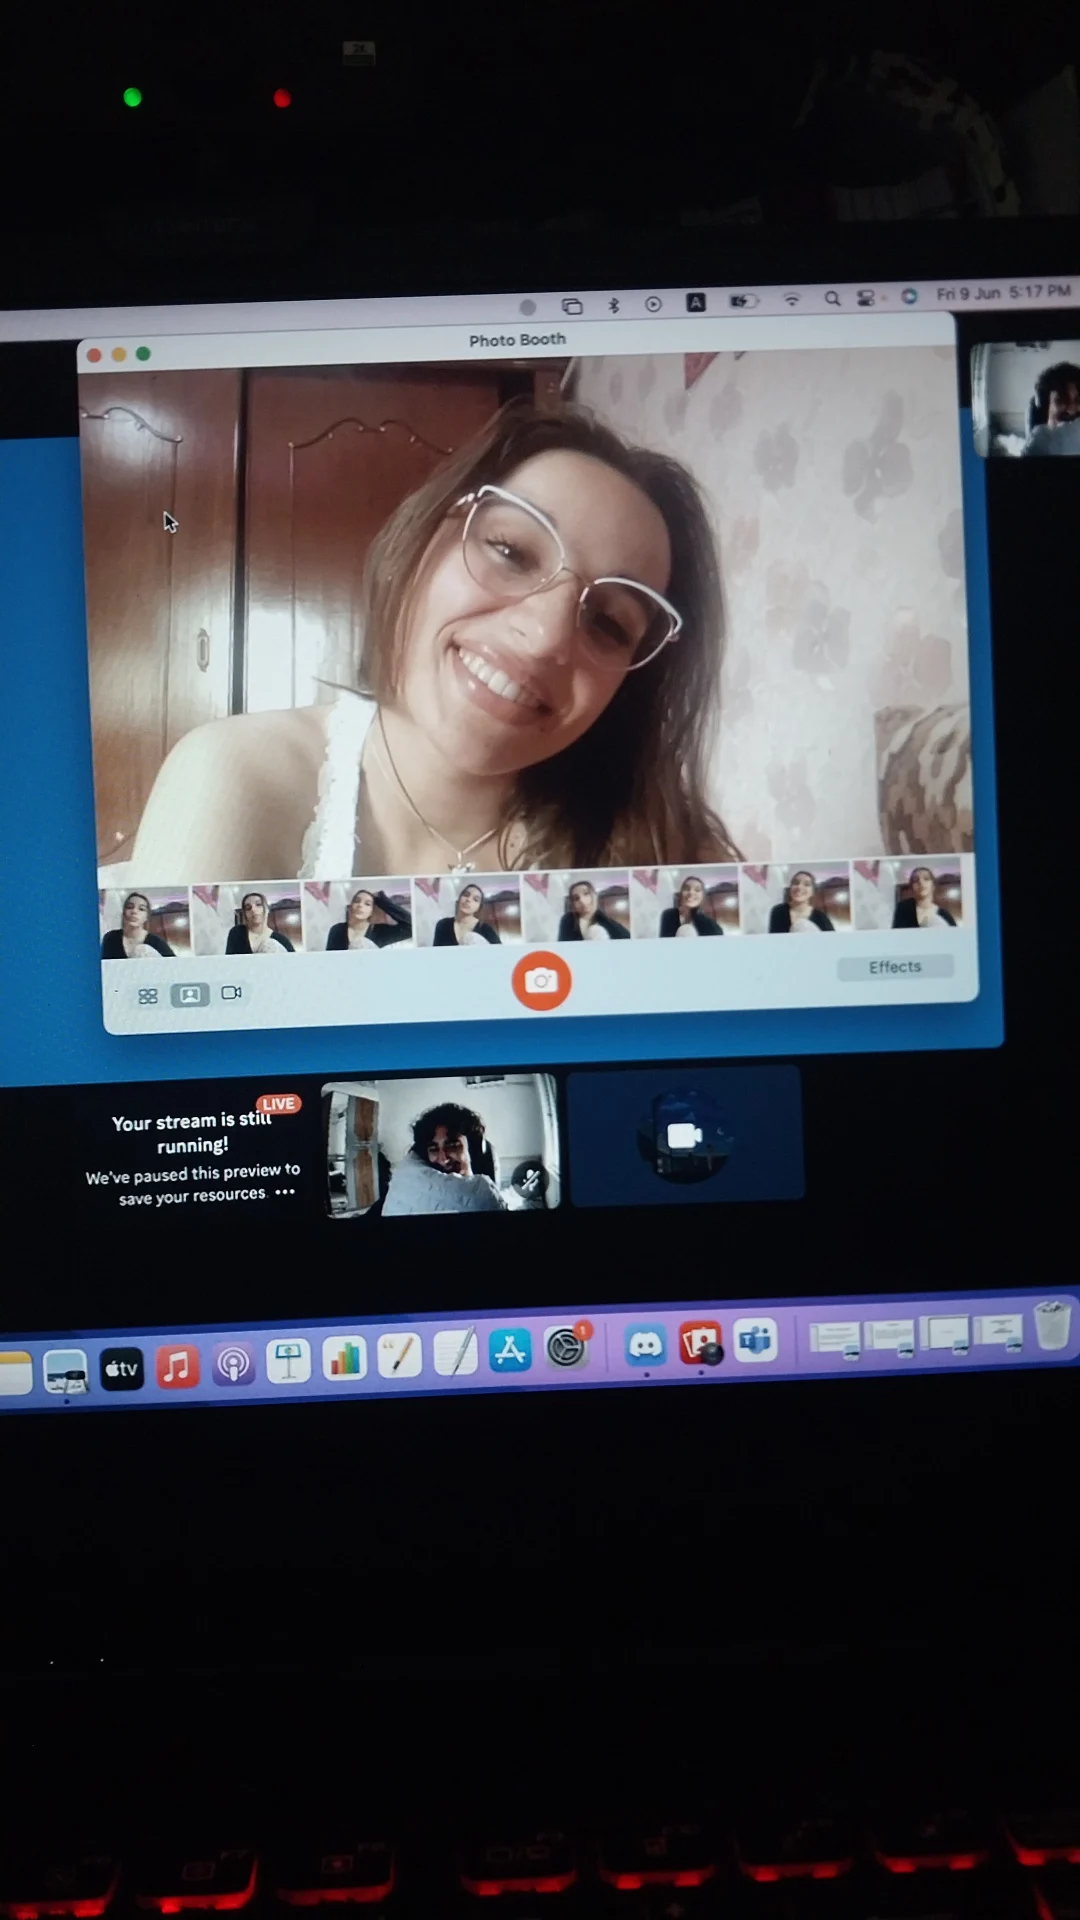 Fri 9 Jun 5:17 PM
A
Photo Booth
Effects
LIVE
Your stream is still
running!
We've paused this preview to
save your resources. •••
tv
1